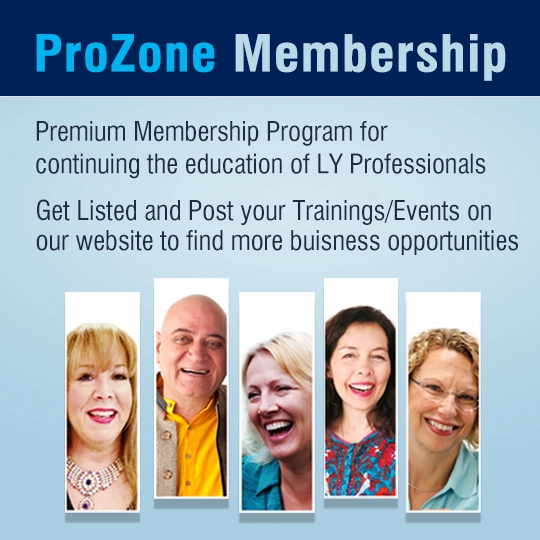 ProZone Membership
Premium Membership Program for
continuing the education of LY Professionals
Get Listed and Post your Trainings/Events on
our website to find more buisness opportunities